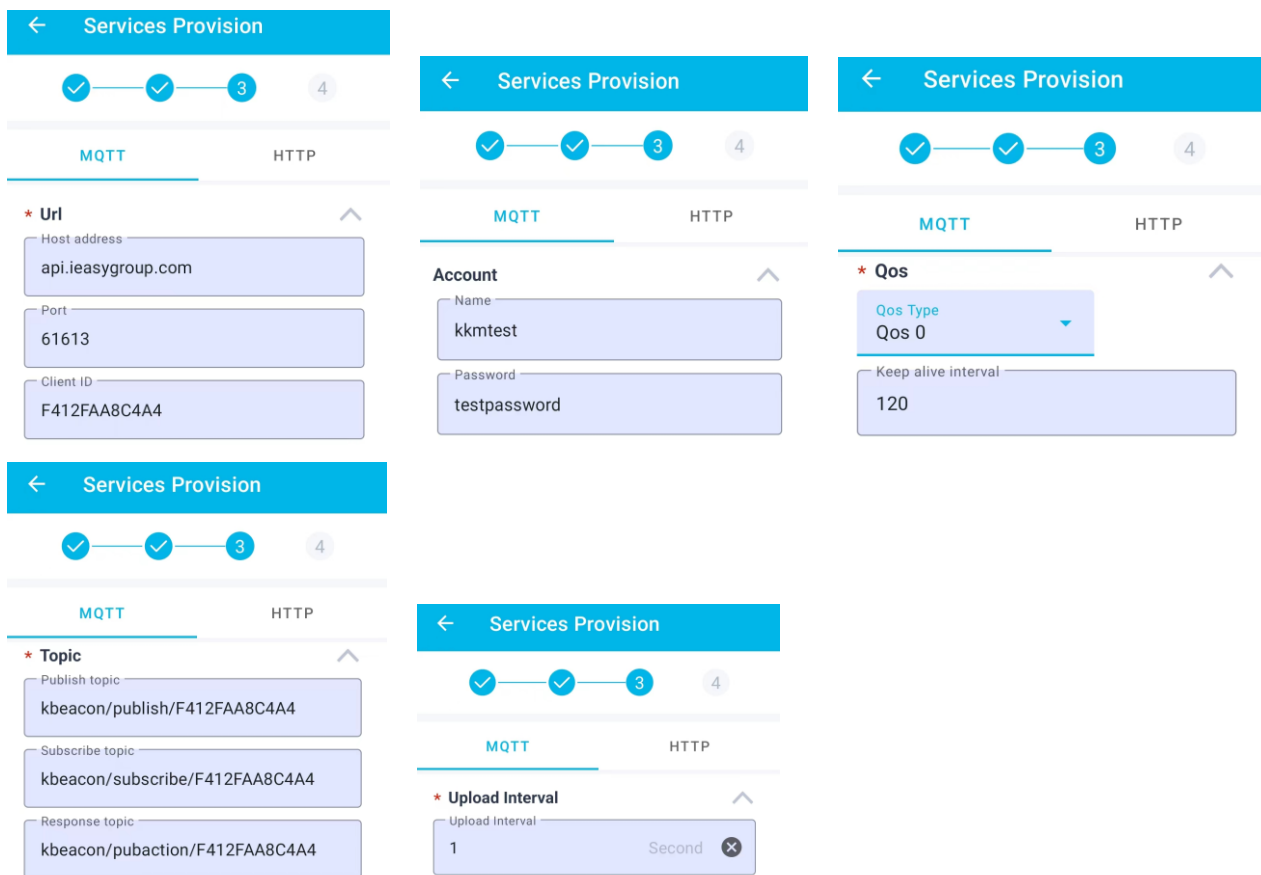 Services Provision
3 4
MQTT HTTP
* Url
Host address
api.ieasygroup.com
Port
61613
Client ID
F412FAA8C4A4
Services Provision
3 4
MQTT HTTP
Account
Name
kkmtest
Password
testpassword
Services Provision
3 4
MQTT HTTP
* Qos
Qos Type
Qos 0
Keep alive interval
120
Services Provision
3 4
MQTT HTTP
* Topic
Publish topic
kbeacon/publish/F412FAA8C4A4
Subscribe topic
kbeacon/subscribe/F412FAA8C4A4
Response topic
kbeacon/pubaction/F412FAA8C4A4
Services Provision
3 4
MQTT HTTP
* Upload Interval
Upload Interval
1 Second